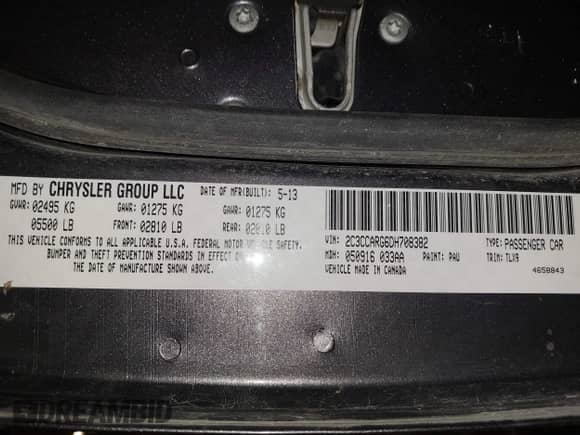 MFD BY CHRYSLER GROUP LLC DATE OF MFR(BUILT): 5-13
GVWR: 02495 KG GAWR: 01275 KG GAWR: 01275 KG
05500 LB FRONT: 02810 LB REAR: 02810 LB
THIS VEHICLE CONFORMS TO ALL APPLICABLE U.S.A. FEDERAL MOTOR VEHICLE SAFETY,
BUMPER AND THEFT PREVENTION STANDARDS IN EFFECT ON
THE DATE OF MANUFACTURE SHOWN ABOVE.
VIN: 2C3CCARG6DH708382 TYPE: PASSENGER CAR
MDH: 050916 033AA PAINT: PAU TRIM: TLX9
VEHICLE MADE IN CANADA 4658843
DREAMBID